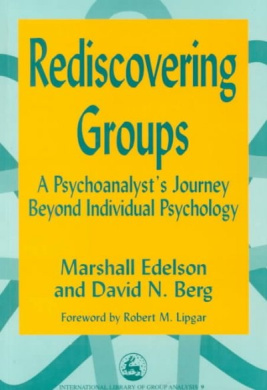 Rediscovering
Groups
A Psychoanalyst's Journey
Beyond Individual Psychology
Marshall Edelson
and David N. Berg
Foreword by Robert M. Lipgar
INTERNATIONAL LIBRARY OF GROUP ANALYSIS 9